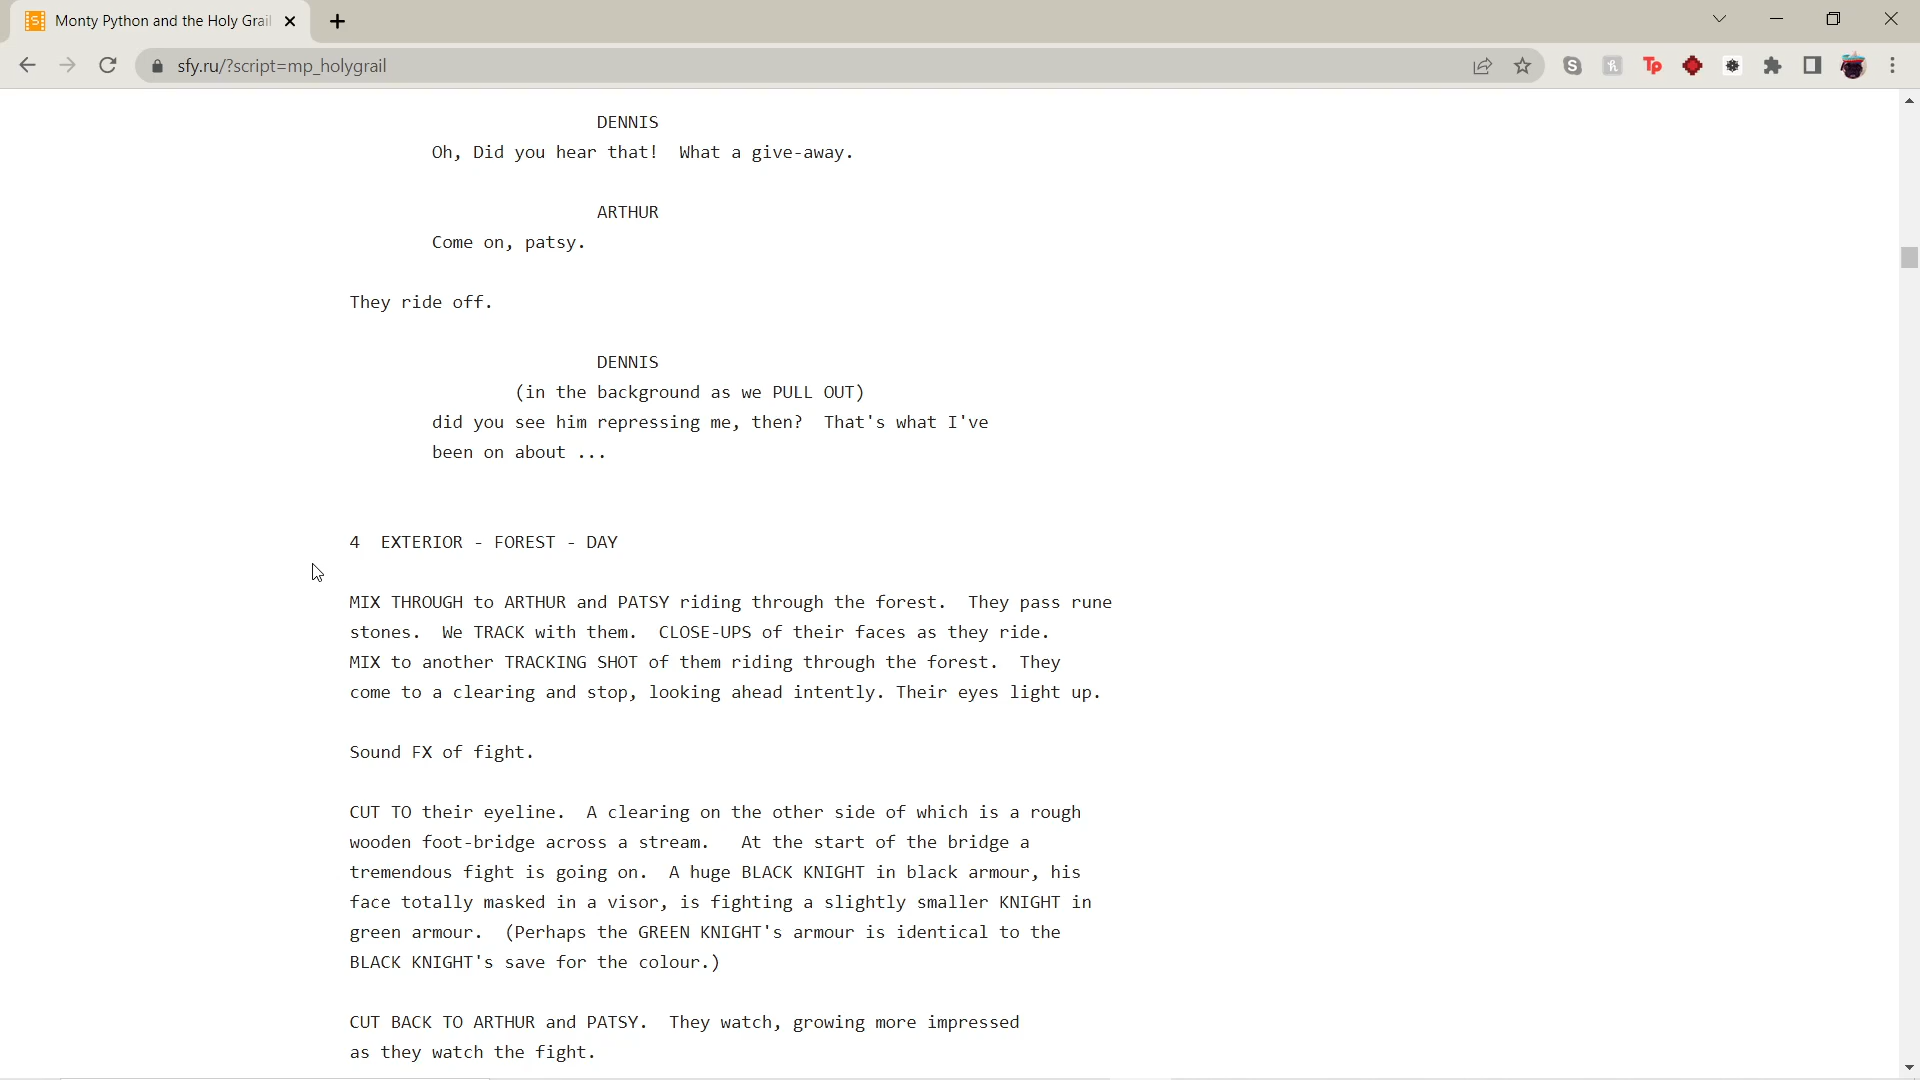 Monty Python and the Holy Grail
sfy.ru/?script=mp_holygrail
DENNIS
Oh, Did you hear that!  What a give-away.
ARTHUR
Come on, patsy.
They ride off.
DENNIS
(in the background as we PULL OUT)
did you see him repressing me, then?  That's what I've
been on about ...
4  EXTERIOR - FOREST - DAY
MIX THROUGH to ARTHUR and PATSY riding through the forest.  They pass rune
stones.  We TRACK with them.  CLOSE-UPS of their faces as they ride.
MIX to another TRACKING SHOT of them riding through the forest.  They
come to a clearing and stop, looking ahead intently. Their eyes light up.
Sound FX of fight.
CUT TO their eyeline.  A clearing on the other side of which is a rough
wooden foot-bridge across a stream.   At the start of the bridge a
tremendous fight is going on.  A huge BLACK KNIGHT in black armour, his
face totally masked in a visor, is fighting a slightly smaller KNIGHT in
green armour.  (Perhaps the GREEN KNIGHT's armour is identical to the
BLACK KNIGHT's save for the colour.)
CUT BACK TO ARTHUR and PATSY.  They watch, growing more impressed
as they watch the fight.